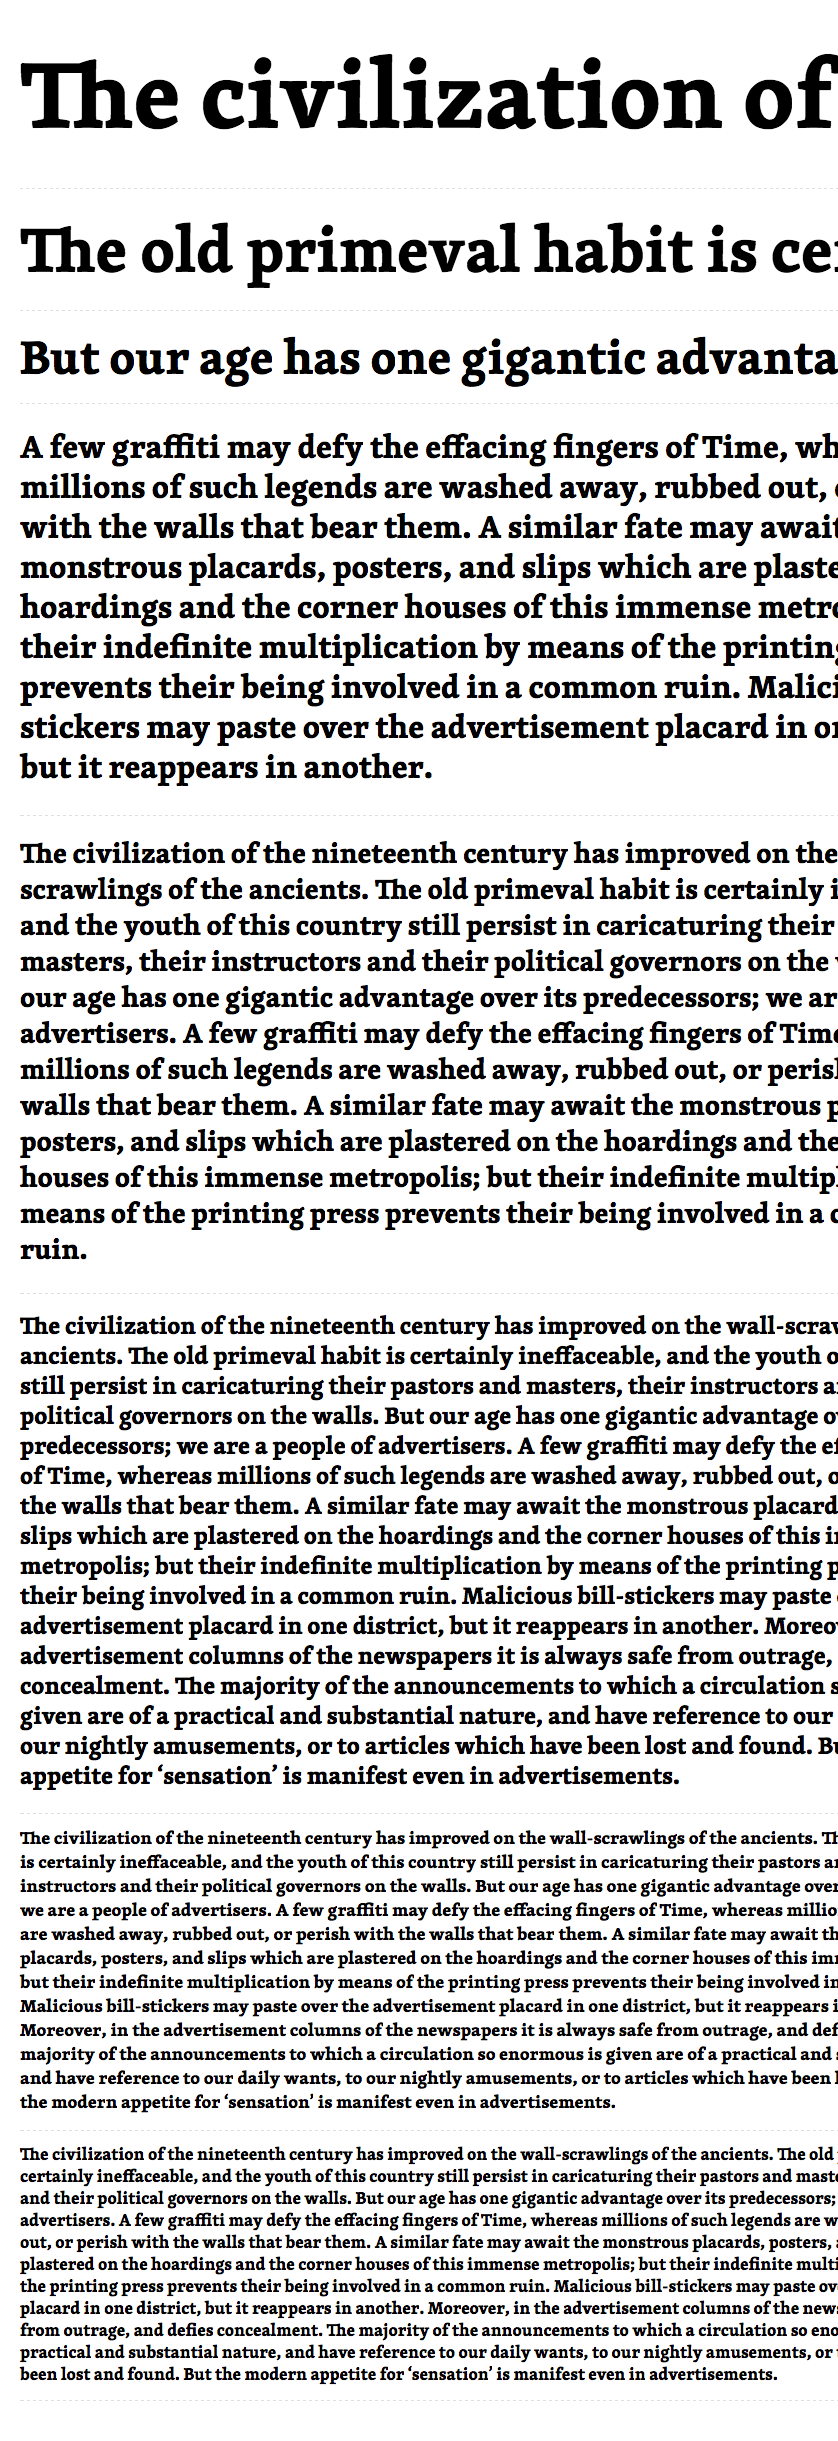 The civilization of
The old primeval habit is
But our age has one gigantic
A few graffiti may defy the effacing fingers of Time,
millions of such legends are washed away, rubbed out,
with the walls that bear them. A similar fate may await
monstrous placards, posters, and slips which are
hoardings and the corner houses of this immense
their indefinite multiplication by means of the printing
prevents their being involved in a common ruin.
stickers may paste over the advertisement placard in
but it reappears in another.
The civilization of the nineteenth century has improved on the
scrawlings of the ancients. The old primeval habit is certainly
and the youth of this country still persist in caricaturing their
masters, their instructors and their political governors on the
our age has one gigantic advantage over its predecessors; we
advertisers. A few graffiti may defy the effacing fingers of
millions of such legends are washed away, rubbed out, or
walls that bear them. A similar fate may await the monstrous
posters, and slips which are plastered on the hoardings and the
houses of this immense metropolis; but their indefinite
means of the printing press prevents their being involved in a
ruin.
The civilization of the nineteenth century has improved on the
ancients. The old primeval habit is certainly ineffaceable, and the youth
still persist in caricaturing their pastors and masters, their instructors
political governors on the walls. But our age has one gigantic advantage
predecessors; we are a people of advertisers. A few graffiti may defy the
of Time, whereas millions of such legends are washed away, rubbed out,
the walls that bear them. A similar fate may await the monstrous
slips which are plastered on the hoardings and the corner houses of this
metropolis; but their indefinite multiplication by means of the printing
their being involved in a common ruin. Malicious bill-stickers may paste
advertisement placard in one district, but it reappears in another.
advertisement columns of the newspapers it is always safe from outrage,
concealment. The majority of the announcements to which a circulation
given are of a practical and substantial nature, and have reference to our
our nightly amusements, or to articles which have been lost and found.
appetite for ‘sensation’ is manifest even in advertisements.
The civilization of the nineteenth century has improved on the wall-scrawlings of the ancients.
is certainly ineffaceable, and the youth of this country still persist in caricaturing their pastors
instructors and their political governors on the walls. But our age has one gigantic advantage over
we are a people of advertisers. A few graffiti may defy the effacing fingers of Time, whereas
are washed away, rubbed out, or perish with the walls that bear them. A similar fate may await
placards, posters, and slips which are plastered on the hoardings and the corner houses of this
but their indefinite multiplication by means of the printing press prevents their being involved in
Malicious bill-stickers may paste over the advertisement placard in one district, but it reappears
Moreover, in the advertisement columns of the newspapers it is always safe from outrage, and
majority of the announcements to which a circulation so enormous is given are of a practical and
and have reference to our daily wants, to our nightly amusements, or to articles which have been
the modern appetite for ‘sensation’ is manifest even in advertisements.
The civilization of the nineteenth century has improved on the wall-scrawlings of the ancients. The old
certainly ineffaceable, and the youth of this country still persist in caricaturing their pastors and
and their political governors on the walls. But our age has one gigantic advantage over its predecessors;
advertisers. A few graffiti may defy the effacing fingers of Time, whereas millions of such legends are
out, or perish with the walls that bear them. A similar fate may await the monstrous placards, posters,
plastered on the hoardings and the corner houses of this immense metropolis; but their indefinite
the printing press prevents their being involved in a common ruin. Malicious bill-stickers may paste
placard in one district, but it reappears in another. Moreover, in the advertisement columns of the
from outrage, and defies concealment. The majority of the announcements to which a circulation so
practical and substantial nature, and have reference to our daily wants, to our nightly amusements, or
been lost and found. But the modern appetite for ‘sensation’ is manifest even in advertisements.